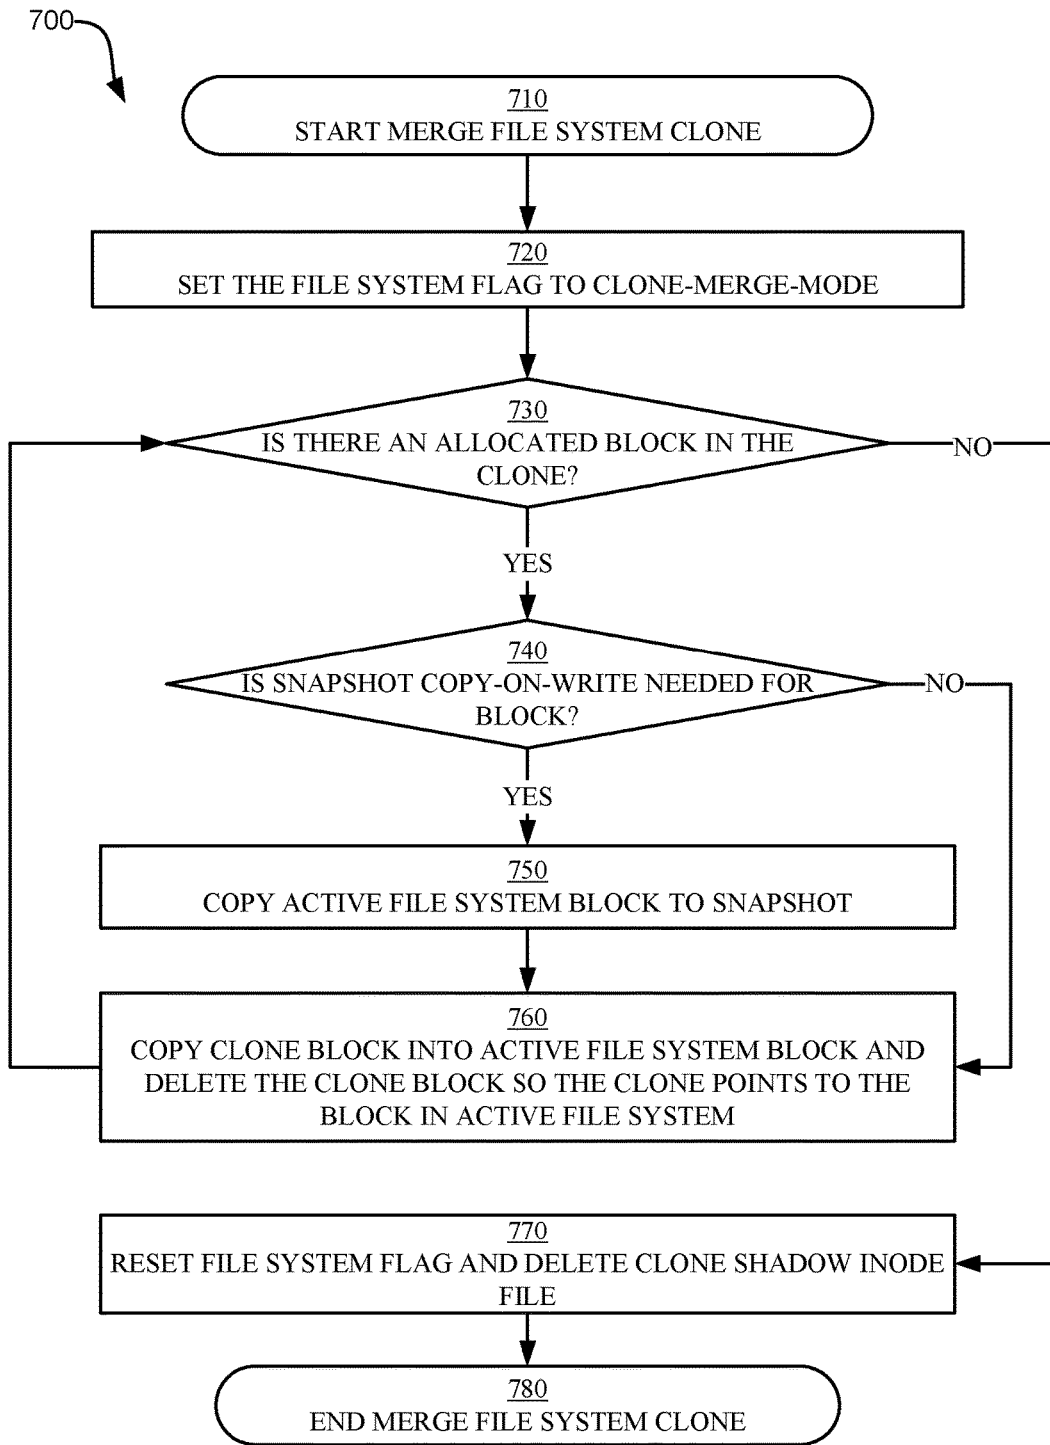 700
710
START MERGE FILE SYSTEM CLONE
720
SET THE FILE SYSTEM FLAG TO CLONE-MERGE-MODE
730
IS THERE AN ALLOCATED BLOCK IN THE
CLONE?
NO
YES
740
IS SNAPSHOT COPY-ON-WRITE NEEDED FOR
BLOCK?
NO
YES
750
COPY ACTIVE FILE SYSTEM BLOCK TO SNAPSHOT
760
COPY CLONE BLOCK INTO ACTIVE FILE SYSTEM BLOCK AND
DELETE THE CLONE BLOCK SO THE CLONE POINTS TO THE
BLOCK IN ACTIVE FILE SYSTEM
770
RESET FILE SYSTEM FLAG AND DELETE CLONE SHADOW INODE
FILE
780
END MERGE FILE SYSTEM CLONE